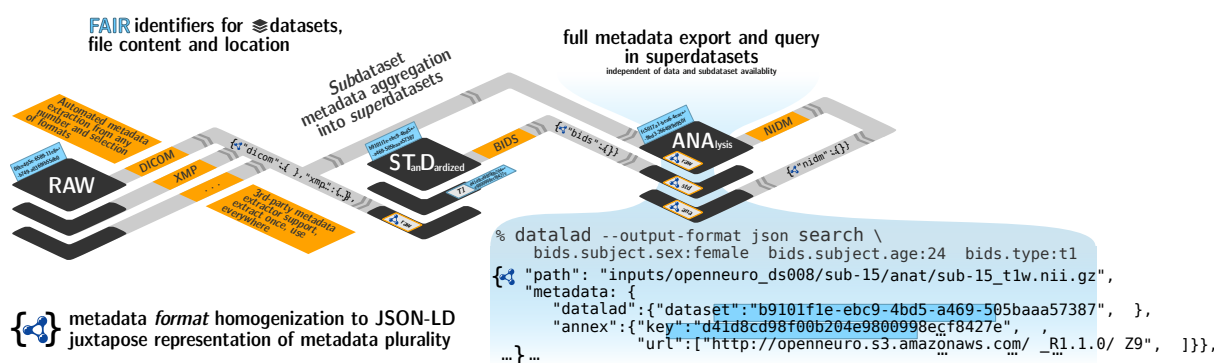 FAIR identifiers for datasets,
file content and location
full metadata export and query
in superdatasets
independent of data and subdataset availablity
Subdataset
metadata aggregation
into superdatasets
Automated metadata
extraction from any
number and selection
of formats
RAW
DICOM
XMP
...
3rd-party metadata
extractor support,
extract once, use
everywhere
{ "dicom":{ },"xmp":{…}},
raw
STanDardized
T1
BIDS
{ "bids":{}}
ANAlysis
raw
std
ana
NIDM
{ "nidm":{}}
% datalad --output-format json search \
bids.subject.sex:female bids.subject.age:24 bids.type:t1
{ "path": "inputs/openneuro_ds008/sub-15/anat/sub-15_t1w.nii.gz",
"metadata: {
"datalad":{"dataset":"b9101f1e-ebc9-4bd5-a469-505baaa57387", },
"annex":{"key":"d41d8cd98f00b204e9800998ecf8427e", … ,
"url":["http://openneuro.s3.amazonaws.com/…_R1.1.0/…Z9", ]}},
…}…
{ } metadata format homogenization to JSON-LD
juxtapose representation of metadata plurality